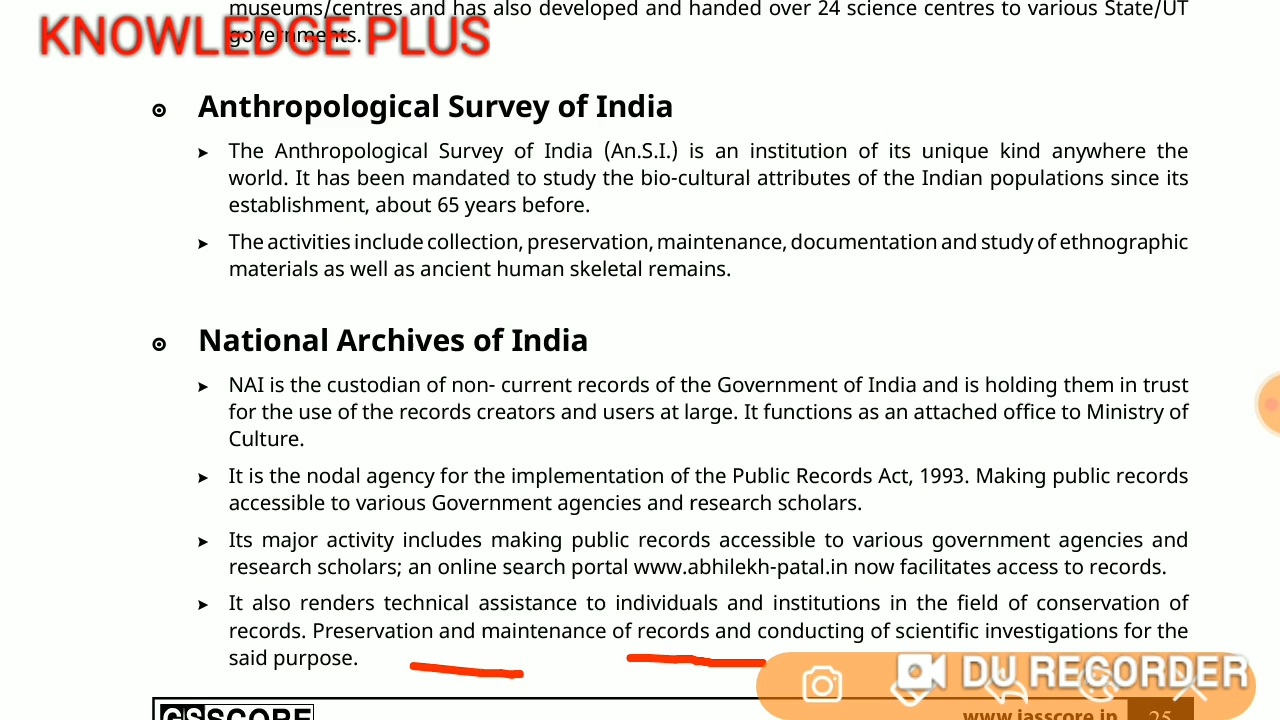 museums/centres and has also developed and handed over 24 science centres to various State/UT
governments.
KNOWLEDGE PLUS
Anthropological Survey of India
The Anthropological Survey of India (An.S.I.) is an institution of its unique kind anywhere the
world. It has been mandated to study the bio-cultural attributes of the Indian populations since its
establishment, about 65 years before.
The activities include collection, preservation, maintenance, documentation and study of ethnographic
materials as well as ancient human skeletal remains.
National Archives of India
NAI is the custodian of non- current records of the Government of India and is holding them in trust
for the use of the records creators and users at large. It functions as an attached office to Ministry of
Culture.
It is the nodal agency for the implementation of the Public Records Act, 1993. Making public records
accessible to various Government agencies and research scholars.
Its major activity includes making public records accessible to various government agencies and
research scholars; an online search portal www.abhilekh-patal.in now facilitates access to records.
It also renders technical assistance to individuals and institutions in the field of conservation of
records. Preservation and maintenance of records and conducting of scientific investigations for the
said purpose.
DU RECORDER
GSSCORE
www.iasscore.in
25